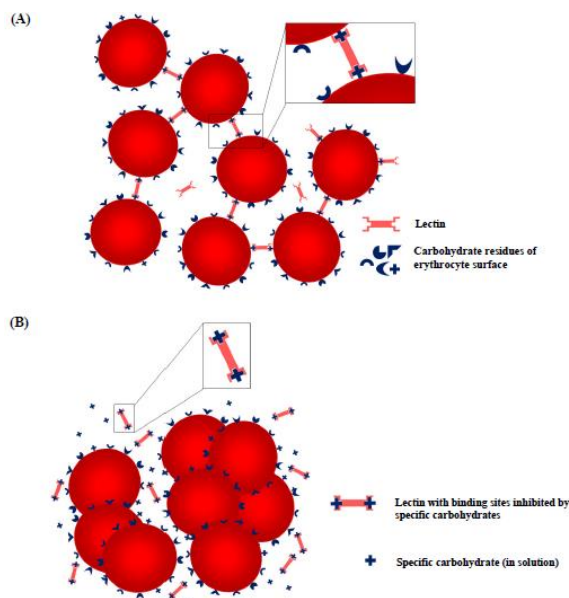 (A)
Lectin
Carbohydrate residues of
erythrocyte surface
(B)
Lectin with binding sites inhibited by
specific carbohydrates
Specific carbohydrate (in solution)